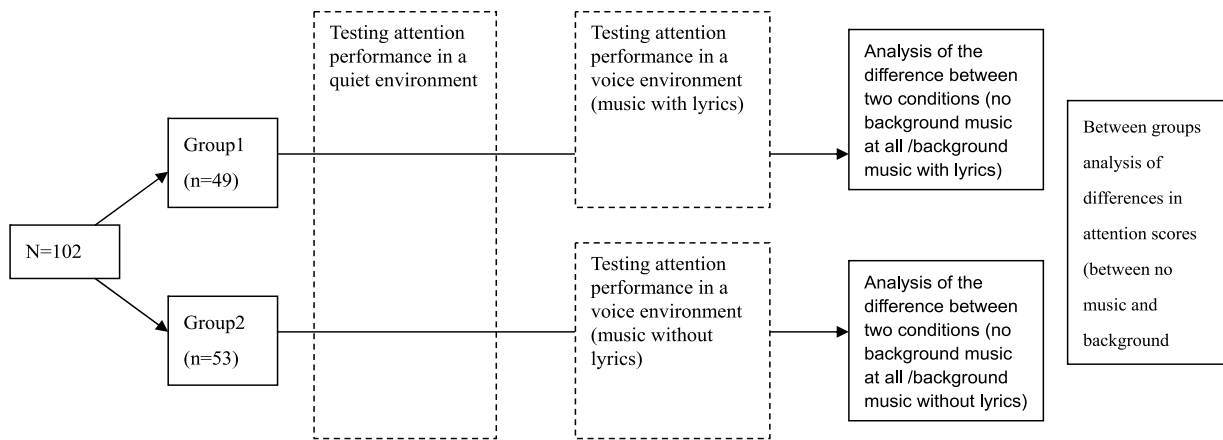 N=102
Group1
(n=49)
Group2
(n=53)
Testing attention
performance in a
quiet environment
Testing attention
performance in a
voice environment
(music with lyrics)
Testing attention
performance in a
voice environment
(music without
lyrics)
Analysis of the
difference between
two conditions (no
background music
at all /background
music with lyrics)
Analysis of the
difference between
two conditions (no
background music
at all /background
music without lyrics)
Between groups
analysis of
differences in
attention scores
(between no
music and
background